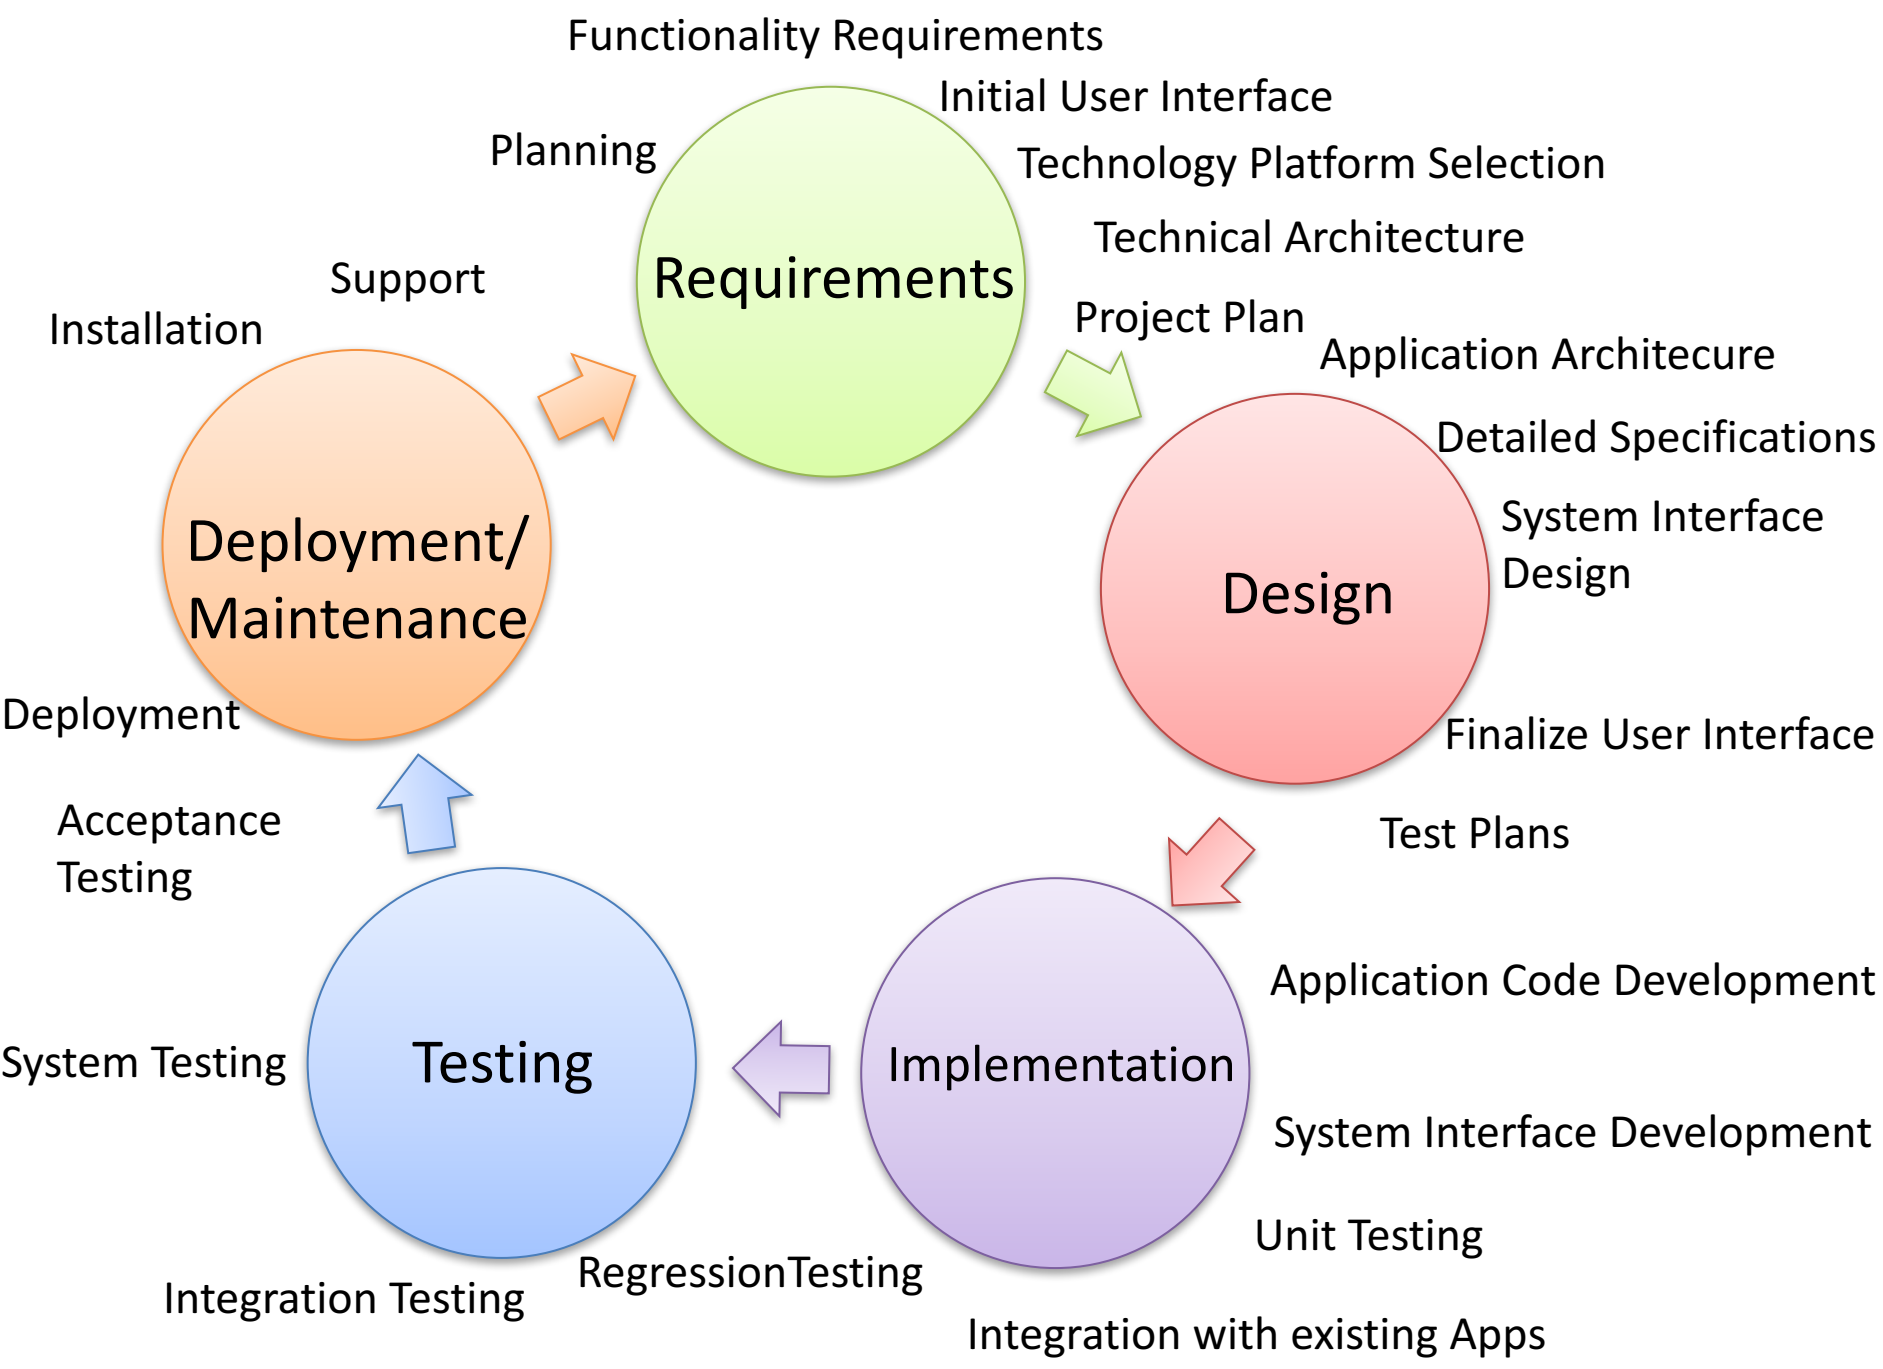 Functionality Requirements
Initial User Interface
Planning
Technology Platform Selection
Technical Architecture
Requirements
Support
Project Plan
Installation
Application Architecure
Detailed Specifications
System Interface
Design
Deployment/
Maintenance
Design
Deployment
Finalize User Interface
Acceptance
Testing
Test Plans
Application Code Development
System Testing
Testing
Implementation
System Interface Development
Unit Testing
RegressionTesting
Integration Testing
Integration with existing Apps